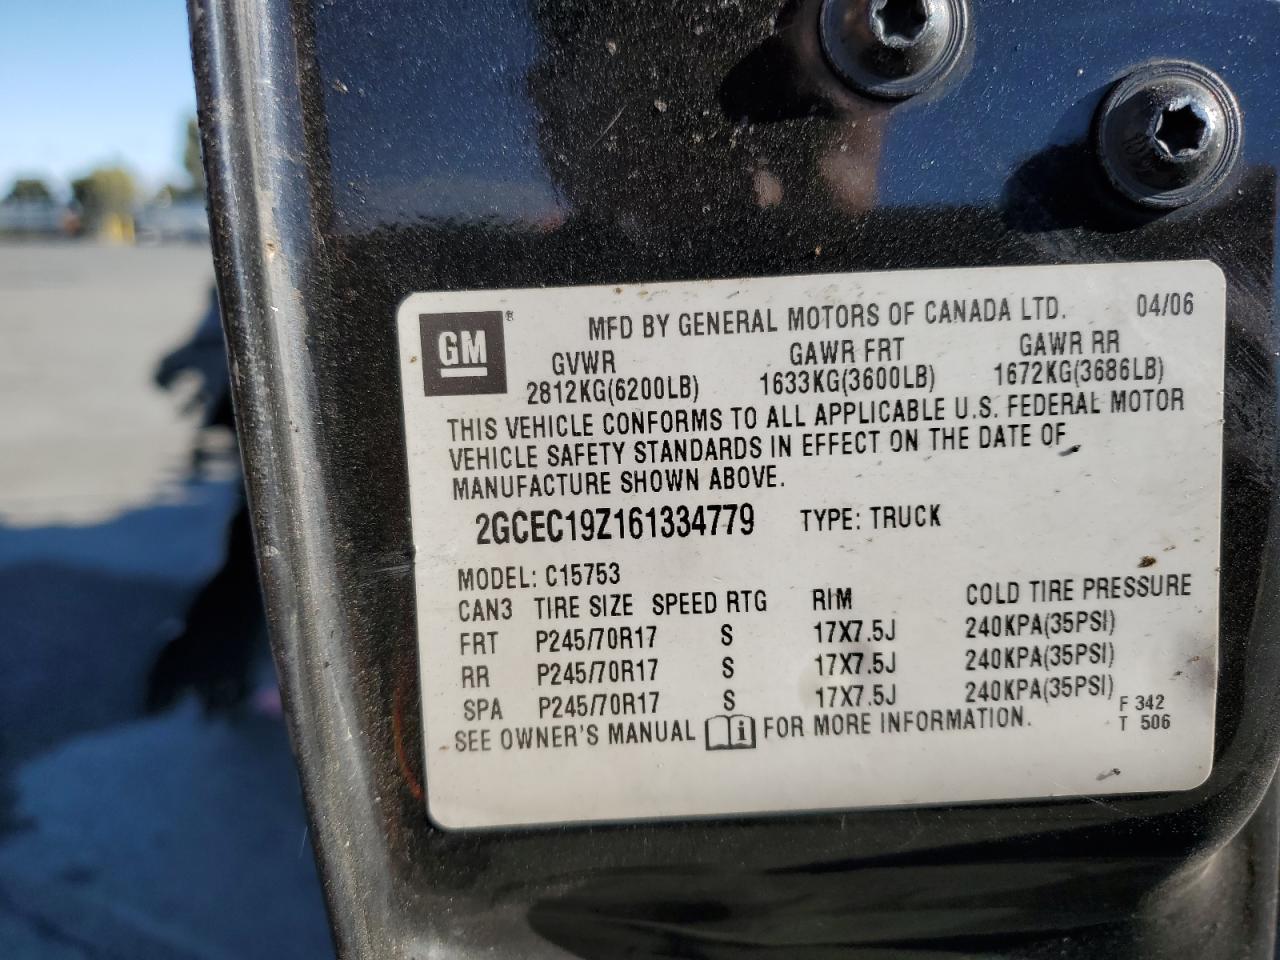 GM®
MFD BY GENERAL MOTORS OF CANADA LTD. 04/06
GVWR GAWR FRT GAWR RR
2812KG(6200LB) 1633KG(3600LB) 1672KG(3686LB)
THIS VEHICLE CONFORMS TO ALL APPLICABLE U.S. FEDERAL MOTOR
VEHICLE SAFETY STANDARDS IN EFFECT ON THE DATE OF
MANUFACTURE SHOWN ABOVE.
2GCEC19Z161334779 TYPE: TRUCK
MODEL: C15753
CAN3 TIRE SIZE SPEED RTG RIM COLD TIRE PRESSURE
FRT P245/70R17 S 17X7.5J 240KPA(35PSI)
RR P245/70R17 S 17X7.5J 240KPA(35PSI)
SPA P245/70R17 S 17X7.5J 240KPA(35PSI)
SEE OWNER'S MANUAL i FOR MORE INFORMATION.
F 342
T 506